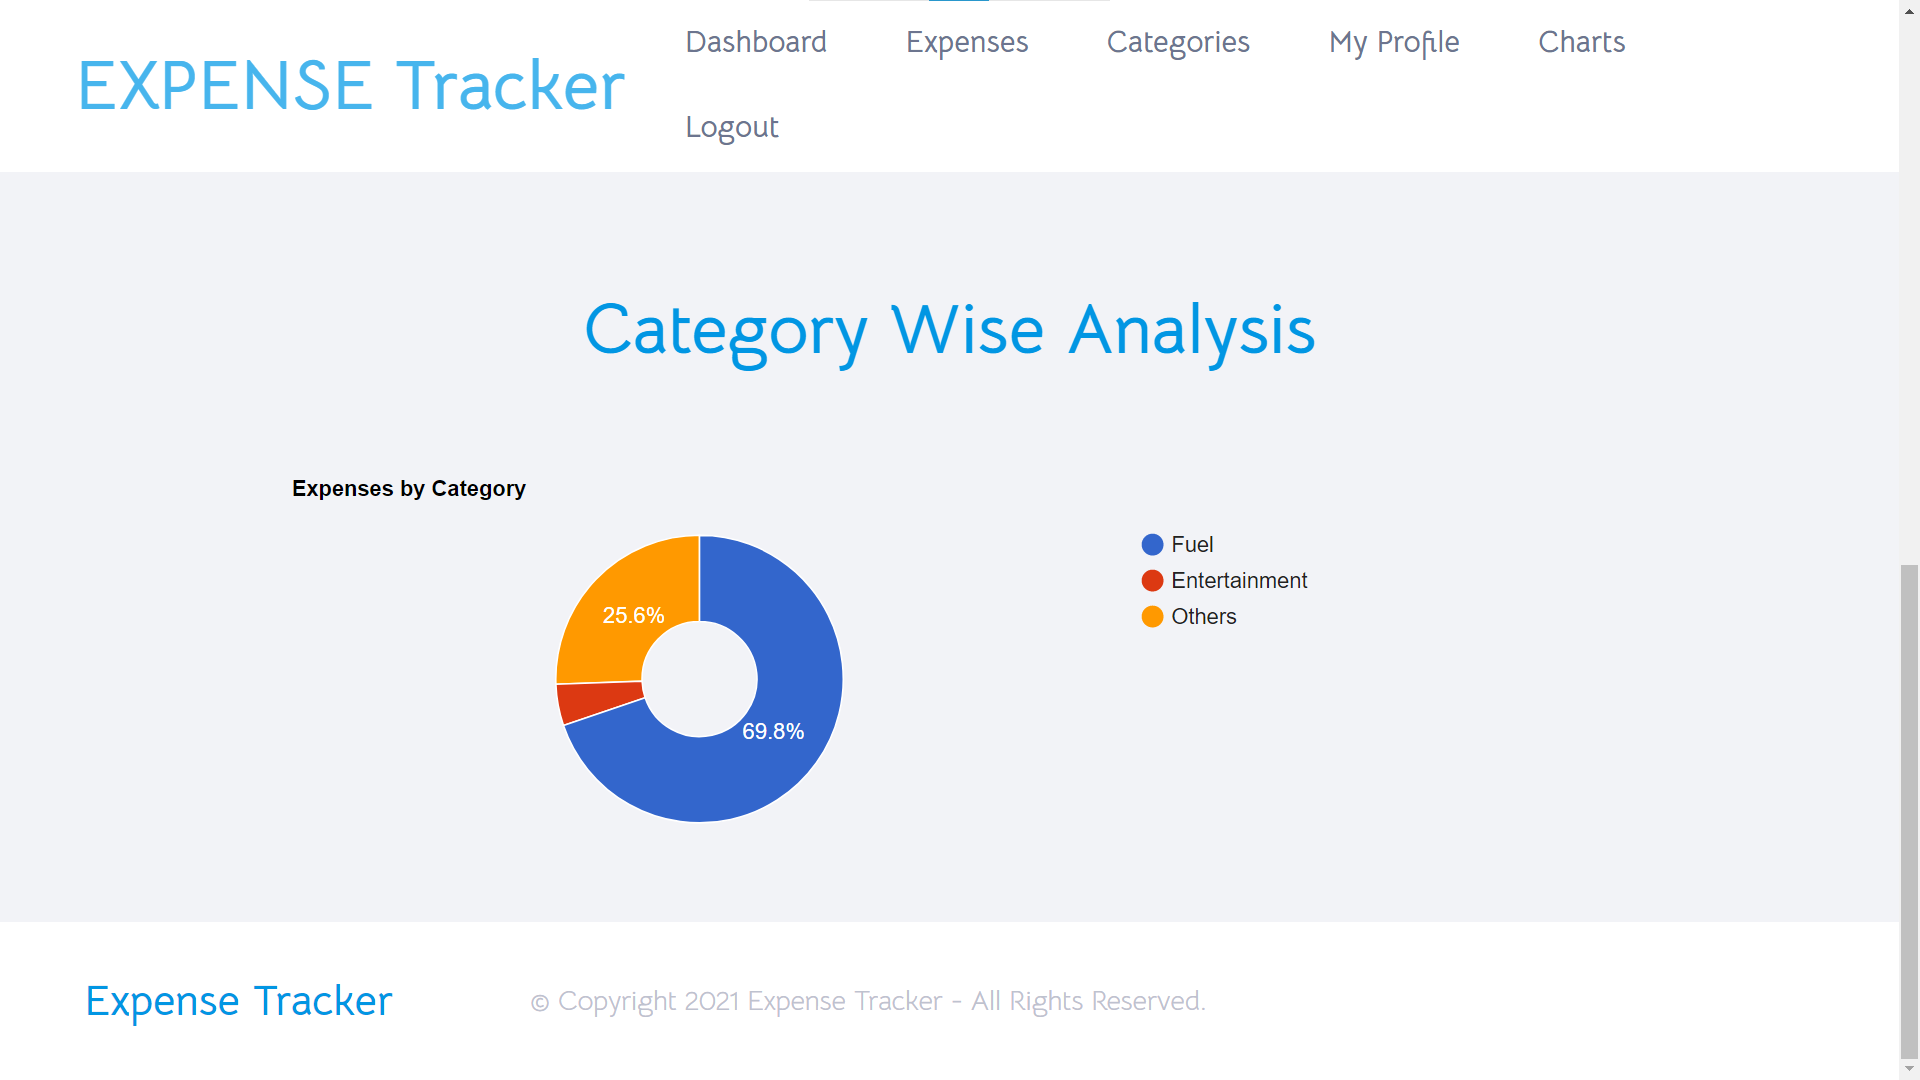 EXPENSE Tracker
Dashboard Expenses Categories My Profile Charts
Logout
Category Wise Analysis
Expenses by Category
25.6%
69.8%
Fuel
Entertainment
Others
Expense Tracker
© Copyright 2021 Expense Tracker - All Rights Reserved.